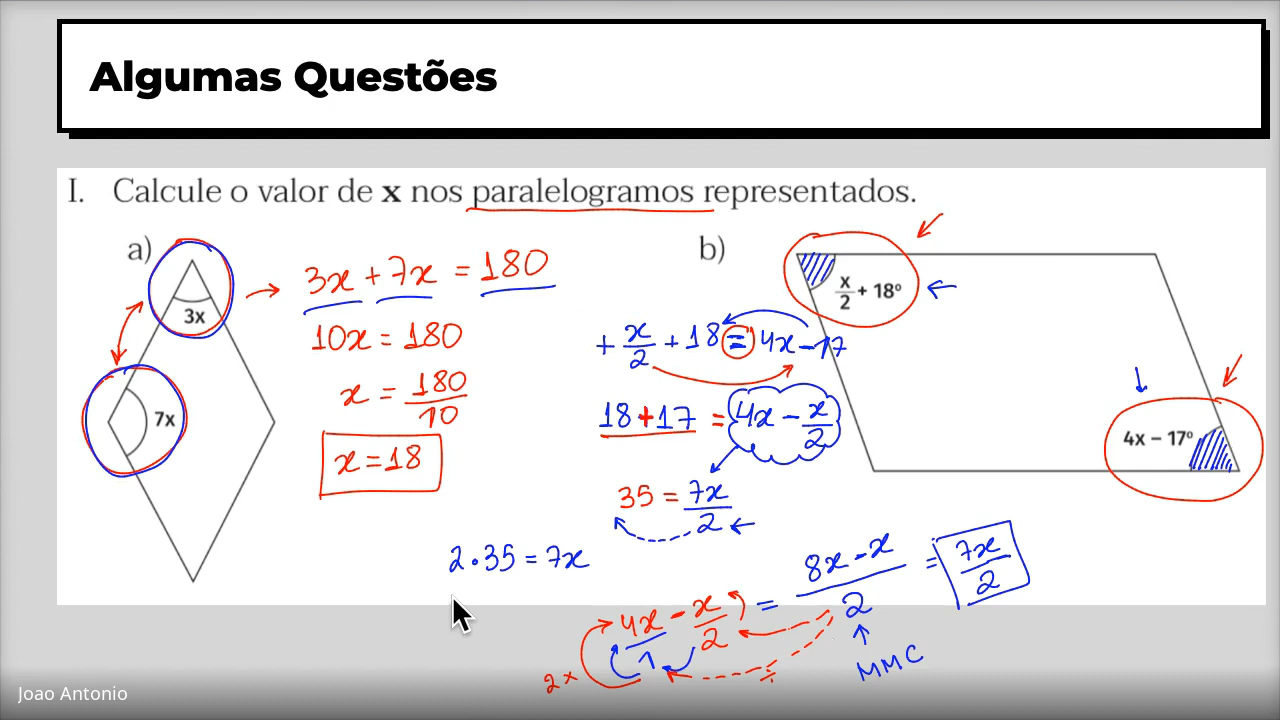 Algumas Questões
I. Calcule o valor de x nos paralelogramos representados.
a)
3x
7x
3x + 7x = 180
10x = 180
x = 180/10
x = 18
b)
x/2 + 18º
4x – 17º
+ x/2 + 18 = 4x – 17
18 + 17 = 4x – x/2
35 = 7x/2
2 · 35 = 7x
4x/1 – x/2 = 8x – x/2 = 7x/2
2x
÷
MMC
Joao Antonio